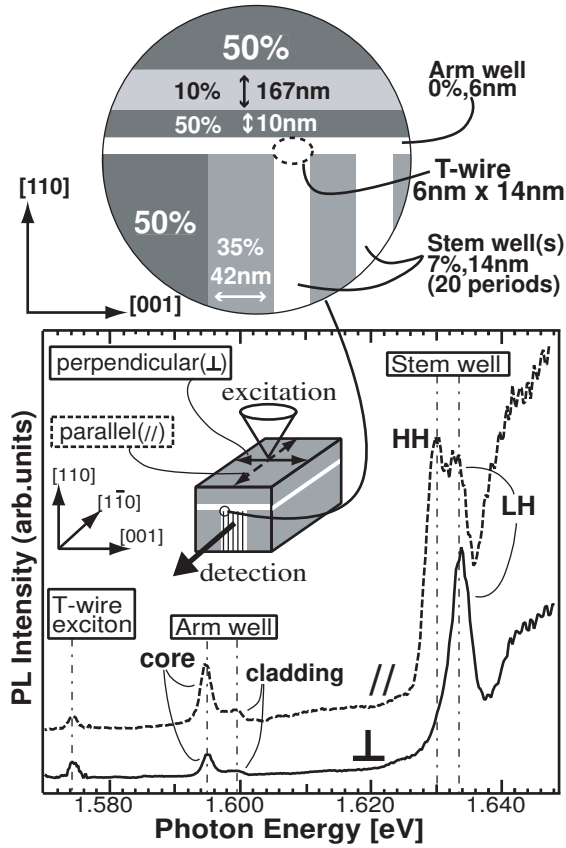 50%
10%
167nm
50%
10nm
Arm well
0%,6nm
T-wire
6nm x 14nm
[110]
50%
35%
42nm
Stem well(s)
7%,14nm
(20 periods)
[001]
perpendicular(⊥)
excitation
Stem well
parallel(//)
HH
[110]
[11̅0]
[001]
LH
detection
T-wire
exciton
Arm well
core
cladding
//
⊥
PL Intensity (arb.units)
1.580
1.600
1.620
1.640
Photon Energy [eV]